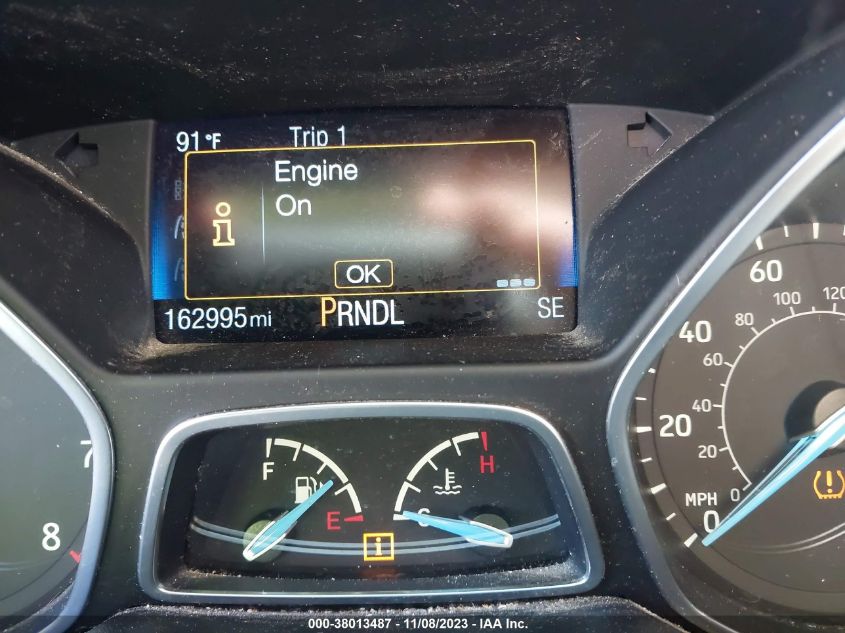 91°F Trip 1
Engine
On
i
OK
162995mi PRNDL SE
F
E
i
C
H
7
8
0
20
40
60
MPH
0
20
40
60
80
100
120
000-38013487 - 11/08/2023 - IAA Inc.